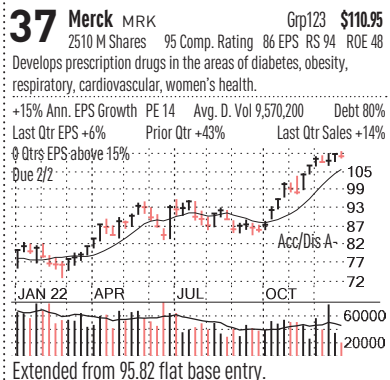 37 Merck MRK Grp123 $110.95
2510 M Shares 95 Comp. Rating 86 EPS RS 94 ROE 48
Develops prescription drugs in the areas of diabetes, obesity,
respiratory, cardiovascular, women's health.
+15% Ann. EPS Growth PE 14 Avg. D. Vol 9,570,200 Debt 80%
Last Qtr EPS +6% Prior Qtr +43% Last Qtr Sales +14%
0 Qtrs EPS above 15%
Due 2/2
105
99
93
87
Acc/Dis A-
82
77
72
JAN 22 APR JUL OCT
60000
20000
Extended from 95.82 flat base entry.